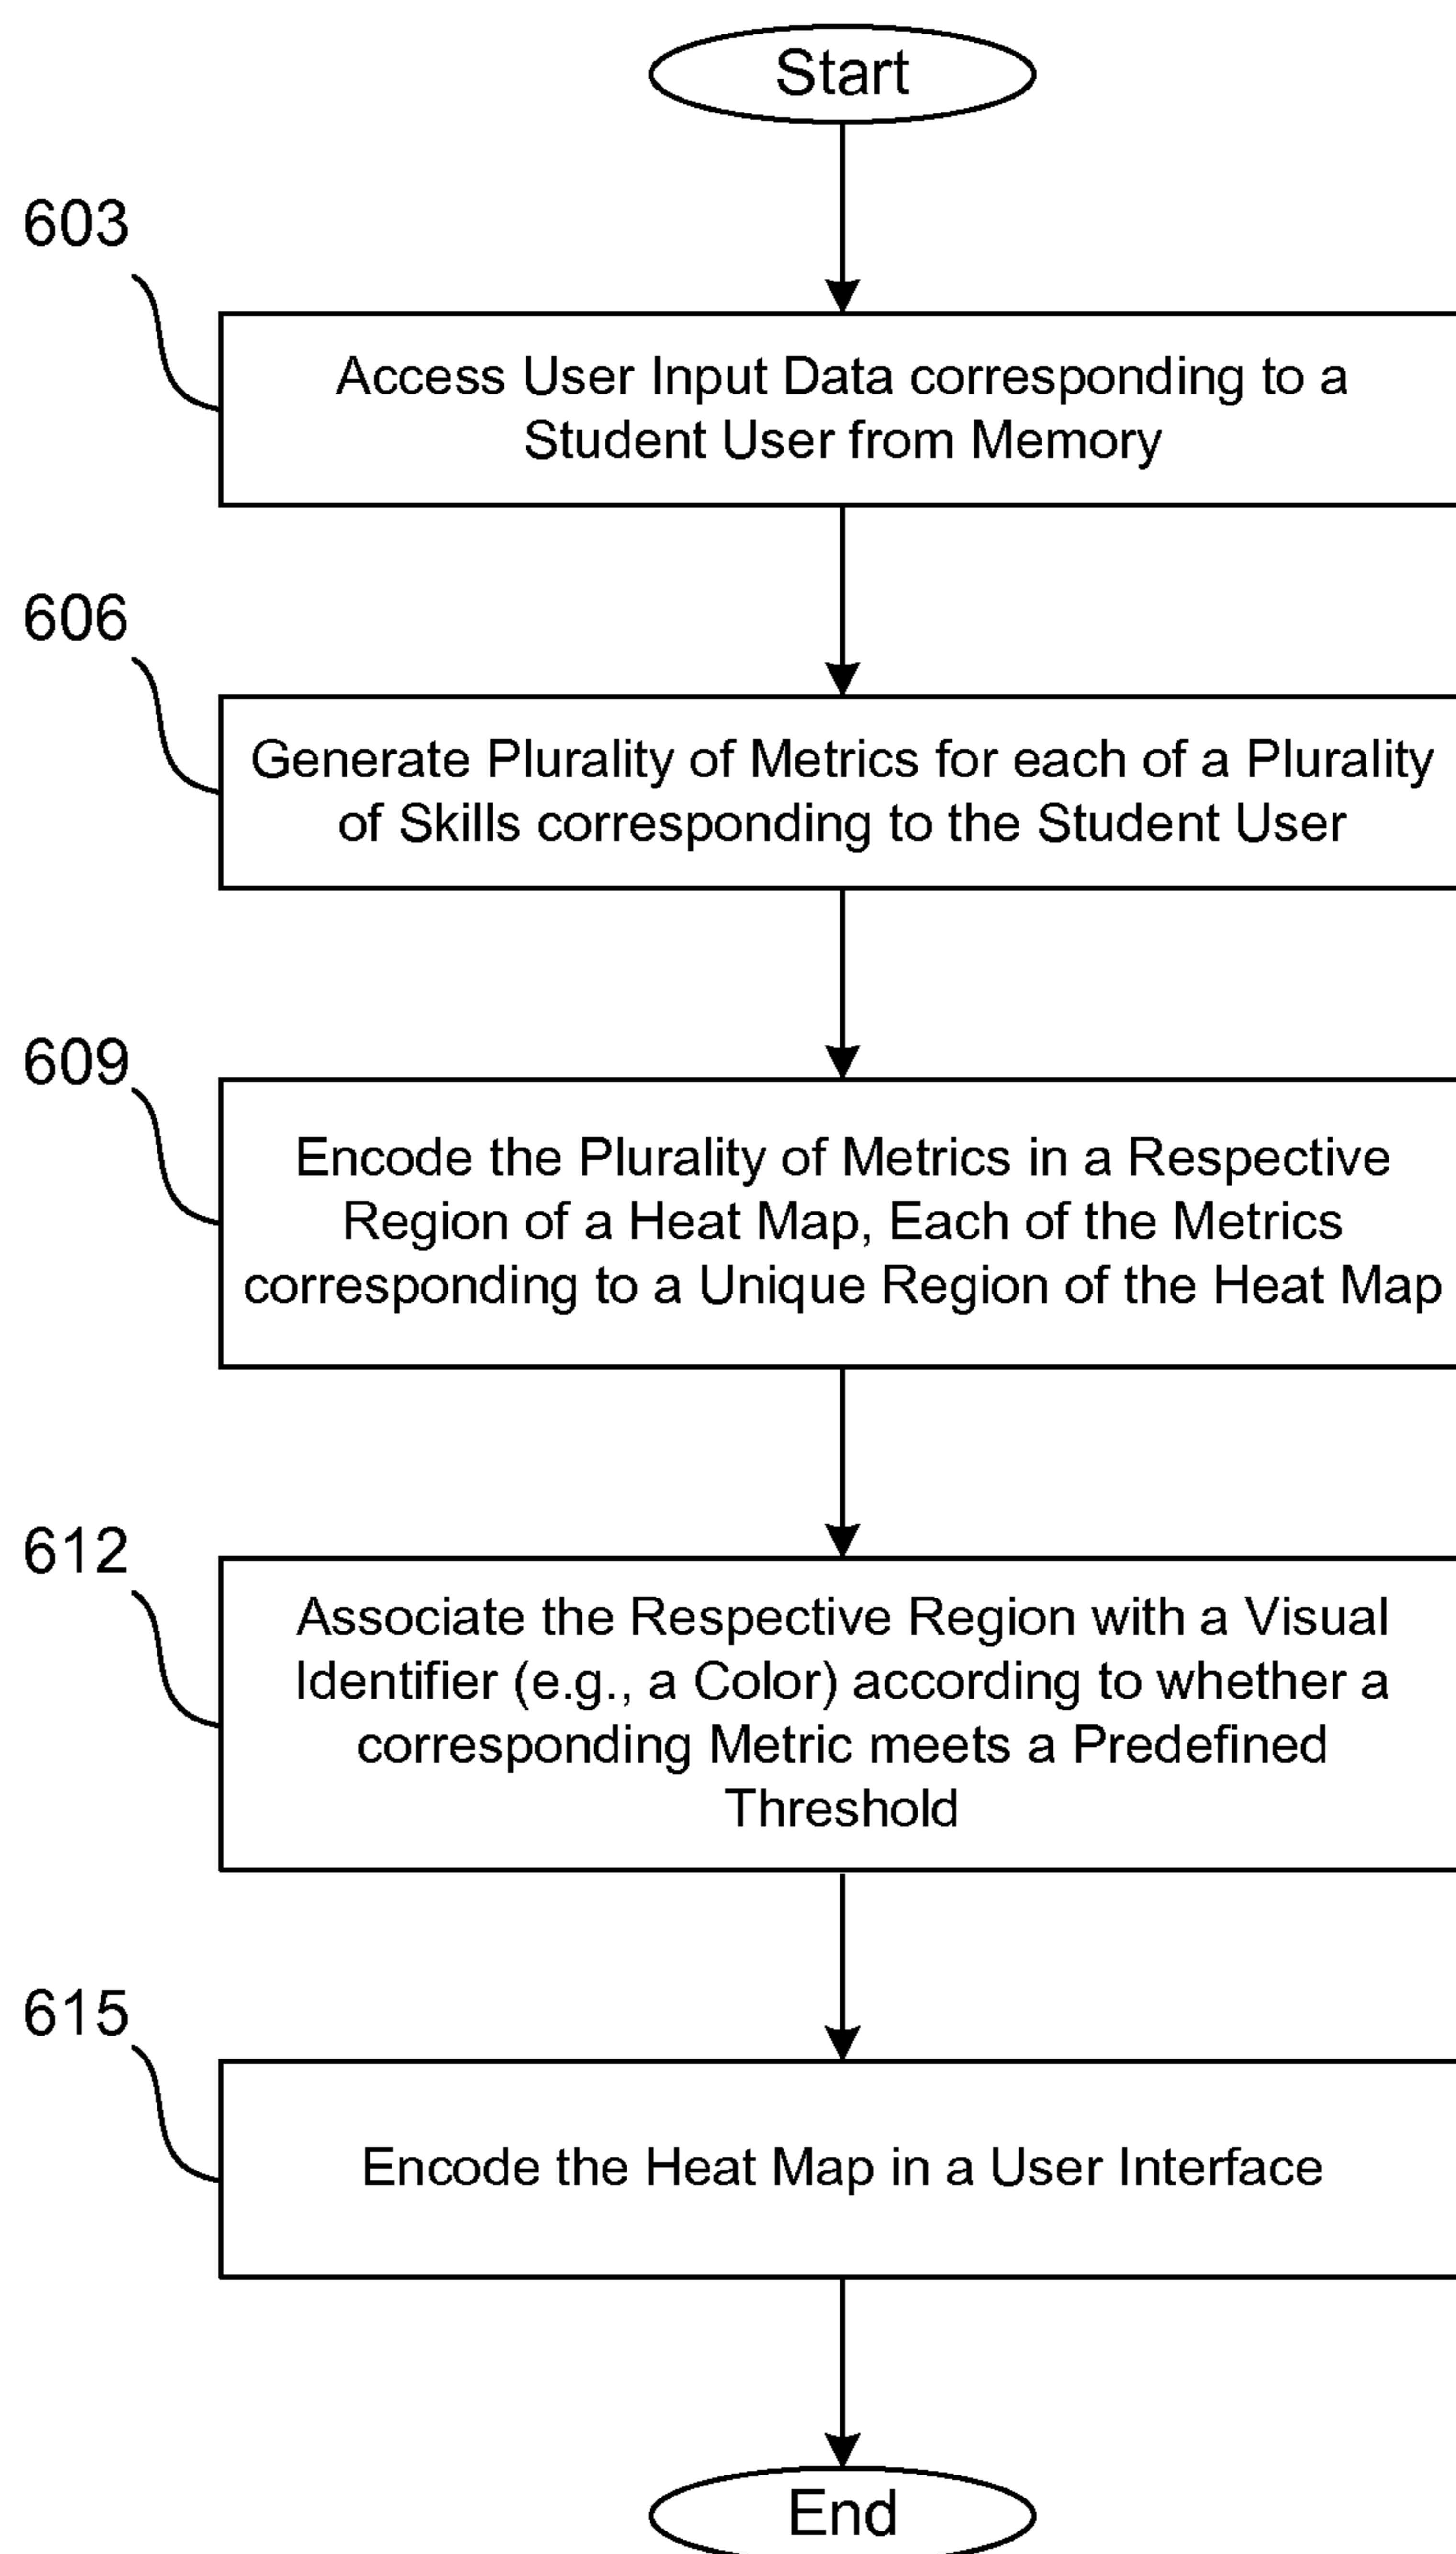 Start
603
Access User Input Data corresponding to a
Student User from Memory
606
Generate Plurality of Metrics for each of a Plurality
of Skills corresponding to the Student User
609
Encode the Plurality of Metrics in a Respective
Region of a Heat Map, Each of the Metrics
corresponding to a Unique Region of the Heat Map
612
Associate the Respective Region with a Visual
Identifier (e.g., a Color) according to whether a
corresponding Metric meets a Predefined
Threshold
615
Encode the Heat Map in a User Interface
End